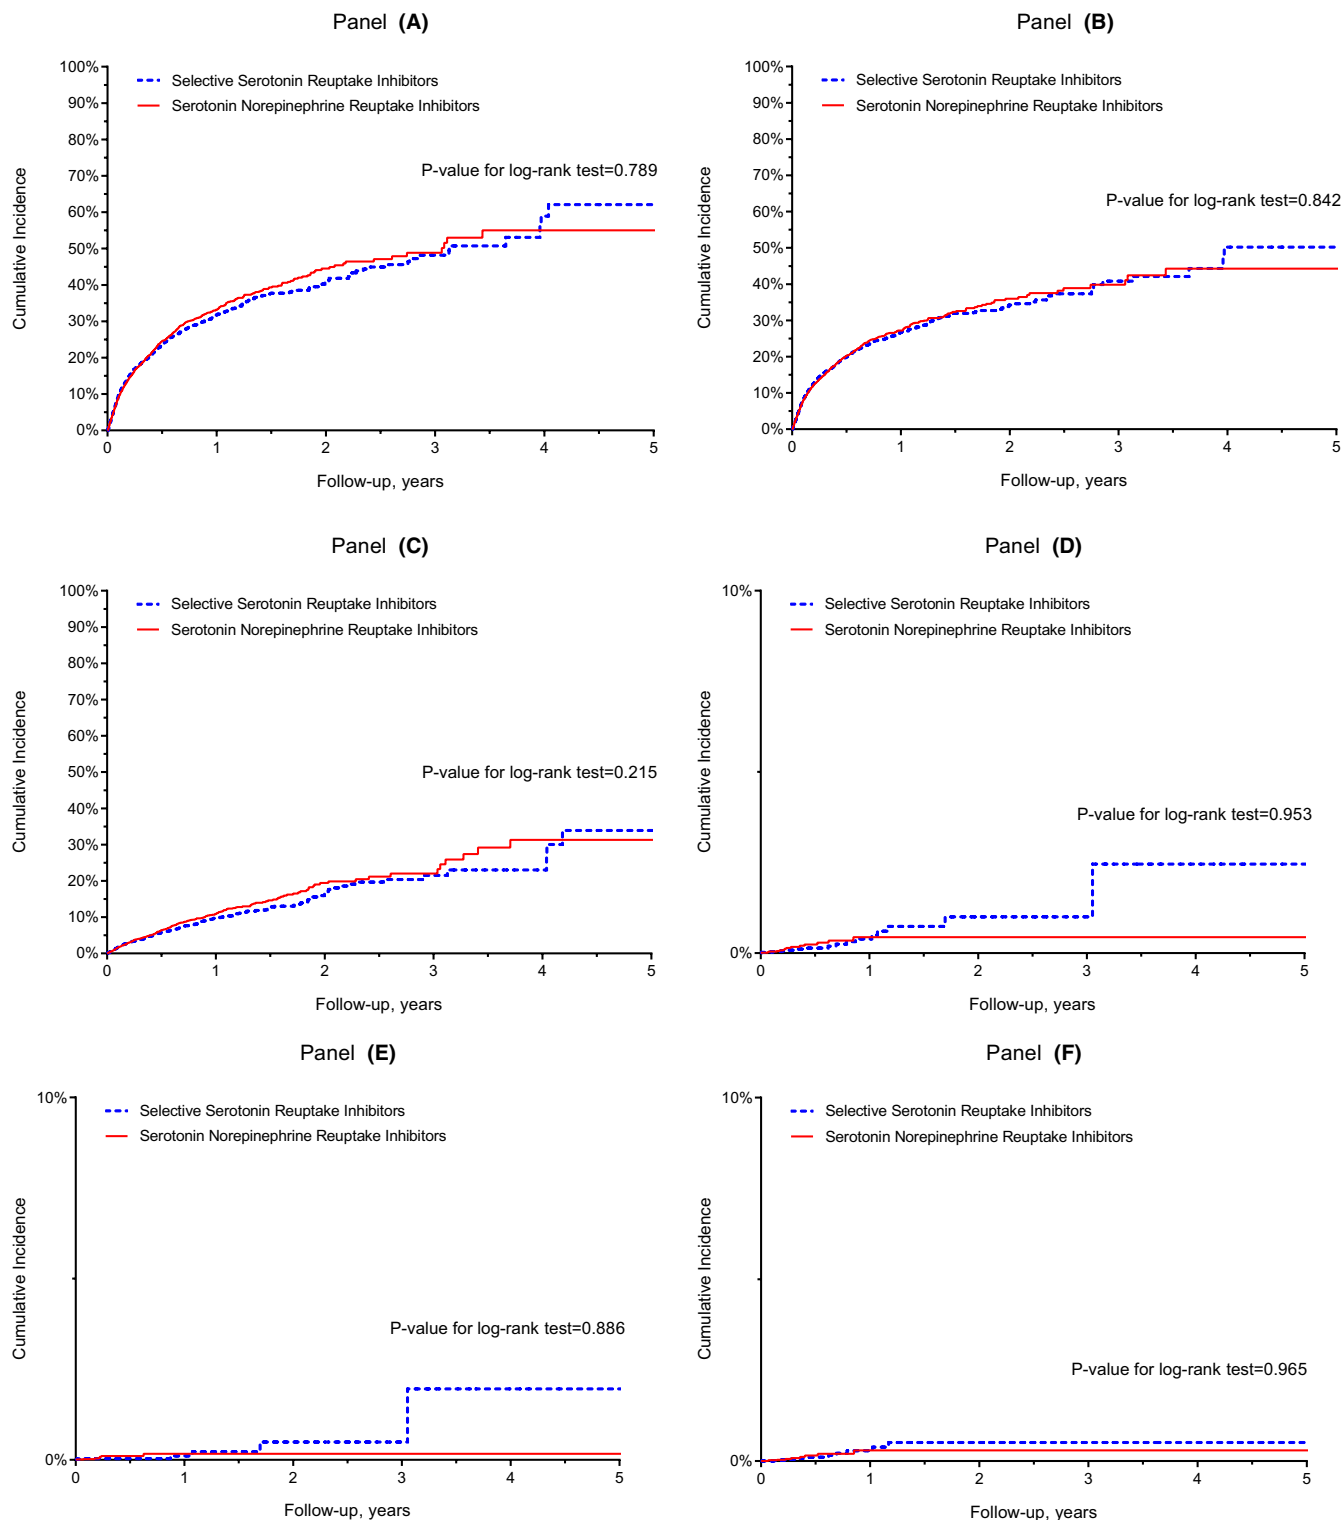 Panel (A)
100%
90%
80%
70%
60%
50%
40%
30%
20%
10%
0%
Cumulative Incidence
Selective Serotonin Reuptake Inhibitors
Serotonin Norepinephrine Reuptake Inhibitors
P-value for log-rank test=0.789
0 1 2 3 4 5
Follow-up, years
Panel (B)
100%
90%
80%
70%
60%
50%
40%
30%
20%
10%
0%
Cumulative Incidence
Selective Serotonin Reuptake Inhibitors
Serotonin Norepinephrine Reuptake Inhibitors
P-value for log-rank test=0.842
0 1 2 3 4 5
Follow-up, years
Panel (C)
100%
90%
80%
70%
60%
50%
40%
30%
20%
10%
0%
Cumulative Incidence
Selective Serotonin Reuptake Inhibitors
Serotonin Norepinephrine Reuptake Inhibitors
P-value for log-rank test=0.215
0 1 2 3 4 5
Follow-up, years
Panel (D)
10%
0%
Cumulative Incidence
Selective Serotonin Reuptake Inhibitors
Serotonin Norepinephrine Reuptake Inhibitors
P-value for log-rank test=0.953
0 1 2 3 4 5
Follow-up, years
Panel (E)
10%
0%
Cumulative Incidence
Selective Serotonin Reuptake Inhibitors
Serotonin Norepinephrine Reuptake Inhibitors
P-value for log-rank test=0.886
0 1 2 3 4 5
Follow-up, years
Panel (F)
10%
0%
Cumulative Incidence
Selective Serotonin Reuptake Inhibitors
Serotonin Norepinephrine Reuptake Inhibitors
P-value for log-rank test=0.965
0 1 2 3 4 5
Follow-up, years